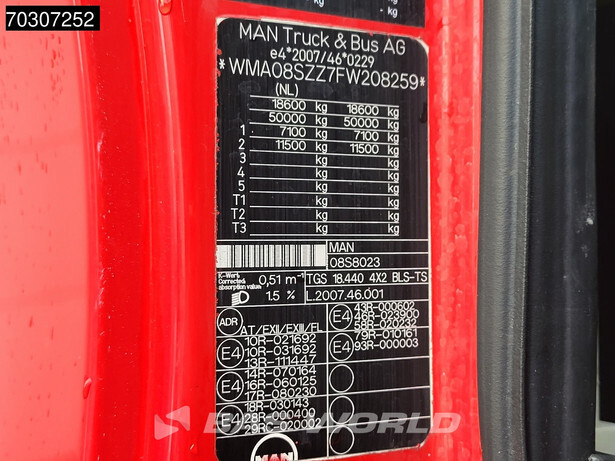 70307252
kg
kg
MAN Truck & Bus AG
e4*2007/46*0229
*WMA08SZZ7FW208259*
(NL)
18600 kg 18600 kg
50000 kg 50000 kg
1 7100 kg 7100 kg
2 11500 kg 11500 kg
3 kg kg
4 kg kg
5 kg kg
T1 kg kg
T2 kg kg
T3 kg kg
MAN
08S8023
K-Wert, Corrected absorption value 0,51 m⁻¹ TGS 18.440 4X2 BLS-TS
1.5 % L.2007.46.001
ADR AT/EXII/EXIII/FL
E4 10R-021692
10R-031692
13R-111447
14R-070164
E4 16R-060125
17R-080230
18R-030143
E4 28R-000400
29RC-020002
E4 43R-000602
46R-023900
58R-020232
E4 79R-010161
93R-000003
MAN
BASWORLD